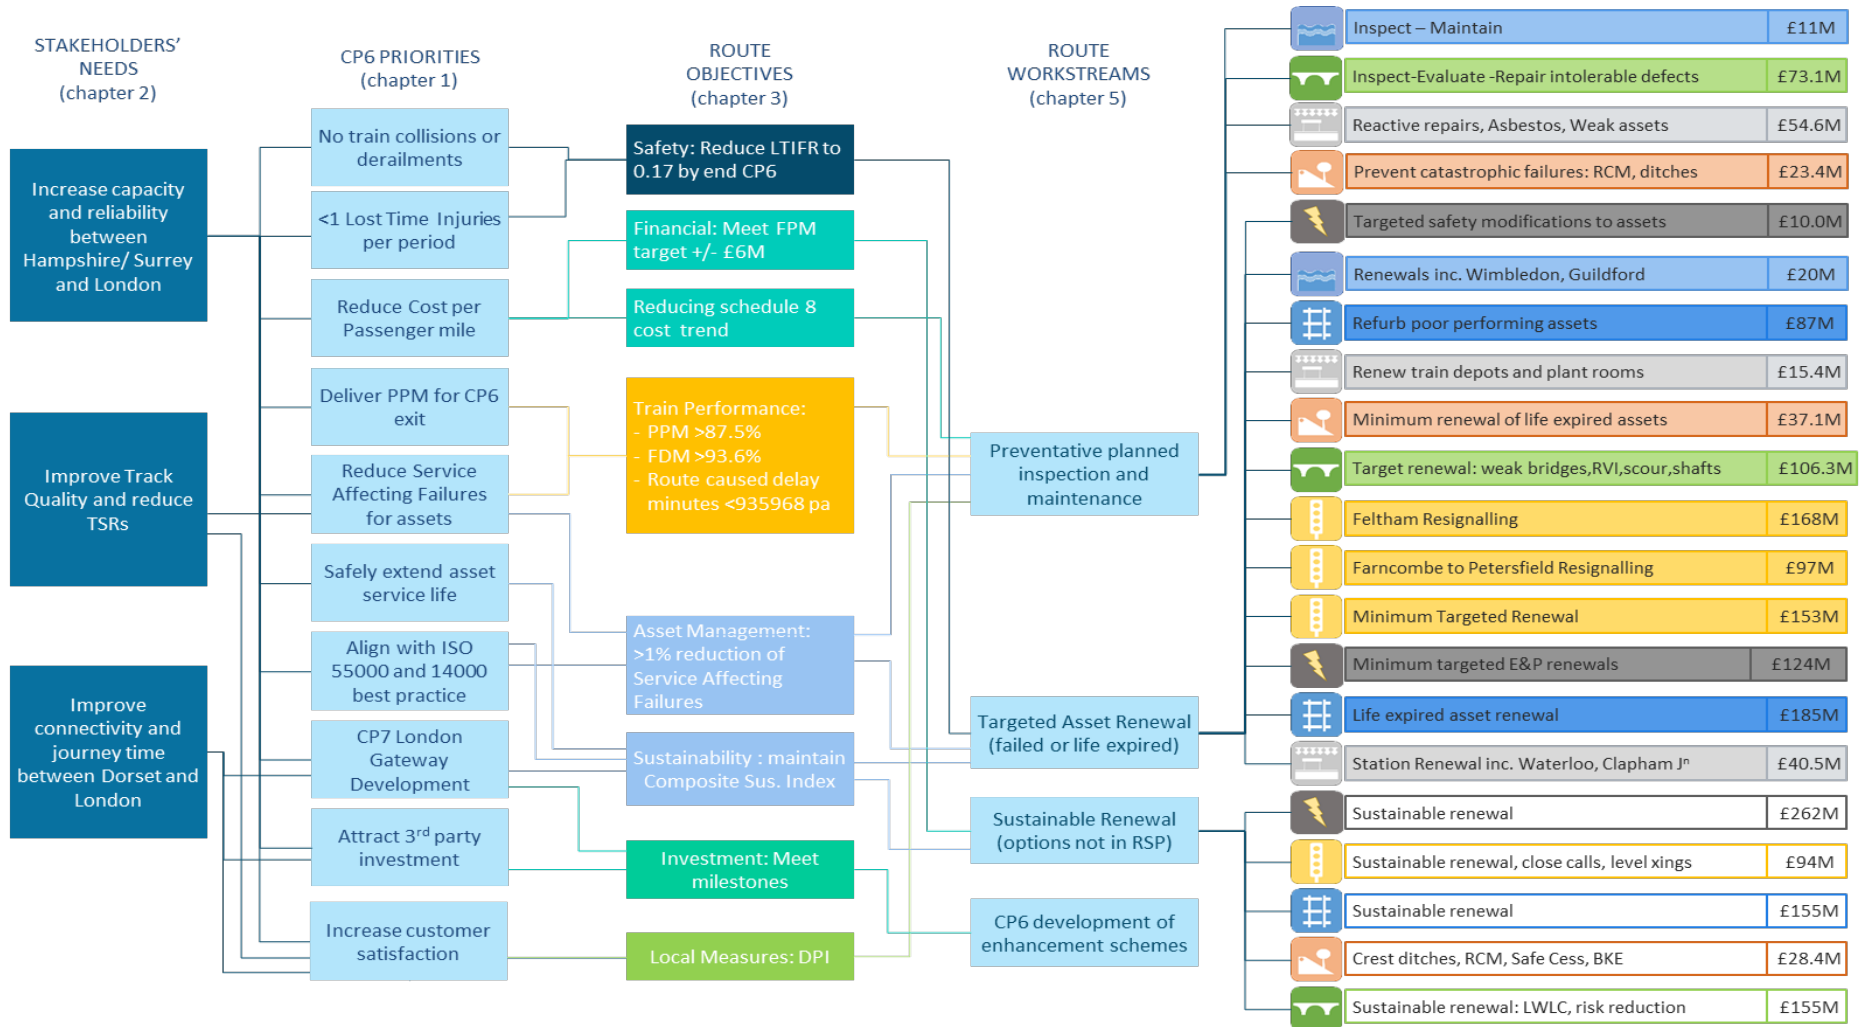 STAKEHOLDERS’
NEEDS
(chapter 2)
CP6 PRIORITIES
(chapter 1)
ROUTE
OBJECTIVES
(chapter 3)
ROUTE
WORKSTREAMS
(chapter 5)
Increase capacity
and reliability
between
Hampshire/ Surrey
and London
Improve Track
Quality and reduce
TSRs
Improve
connectivity and
journey time
between Dorset and
London
No train collisions or
derailments
<1 Lost Time Injuries
per period
Reduce Cost per
Passenger mile
Deliver PPM for CP6
exit
Reduce Service
Affecting Failures
for assets
Safely extend asset
service life
Align with ISO
55000 and 14000
best practice
CP7 London
Gateway
Development
Attract 3rd party
investment
Increase customer
satisfaction
Safety: Reduce LTIFR to
0.17 by end CP6
Financial: Meet FPM
target +/- £6M
Reducing schedule 8
cost trend
Train Performance:
- PPM >87.5%
- FDM >93.6%
- Route caused delay
minutes <935968 pa
Asset Management:
>1% reduction of
Service Affecting
Failures
Sustainability : maintain
Composite Sus. Index
Investment: Meet
milestones
Local Measures: DPI
Preventative planned
inspection and
maintenance
Targeted Asset Renewal
(failed or life expired)
Sustainable Renewal
(options not in RSP)
CP6 development of
enhancement schemes
Inspect – Maintain £11M
Inspect-Evaluate -Repair intolerable defects £73.1M
Reactive repairs, Asbestos, Weak assets £54.6M
Prevent catastrophic failures: RCM, ditches £23.4M
Targeted safety modifications to assets £10.0M
Renewals inc. Wimbledon, Guildford £20M
Refurb poor performing assets £87M
Renew train depots and plant rooms £15.4M
Minimum renewal of life expired assets £37.1M
Target renewal: weak bridges,RVI,scour,shafts £106.3M
Feltham Resignalling £168M
Farncombe to Petersfield Resignalling £97M
Minimum Targeted Renewal £153M
Minimum targeted E&P renewals £124M
Life expired asset renewal £185M
Station Renewal inc. Waterloo, Clapham Jⁿ £40.5M
Sustainable renewal £262M
Sustainable renewal, close calls, level xings £94M
Sustainable renewal £155M
Crest ditches, RCM, Safe Cess, BKE £28.4M
Sustainable renewal: LWLC, risk reduction £155M